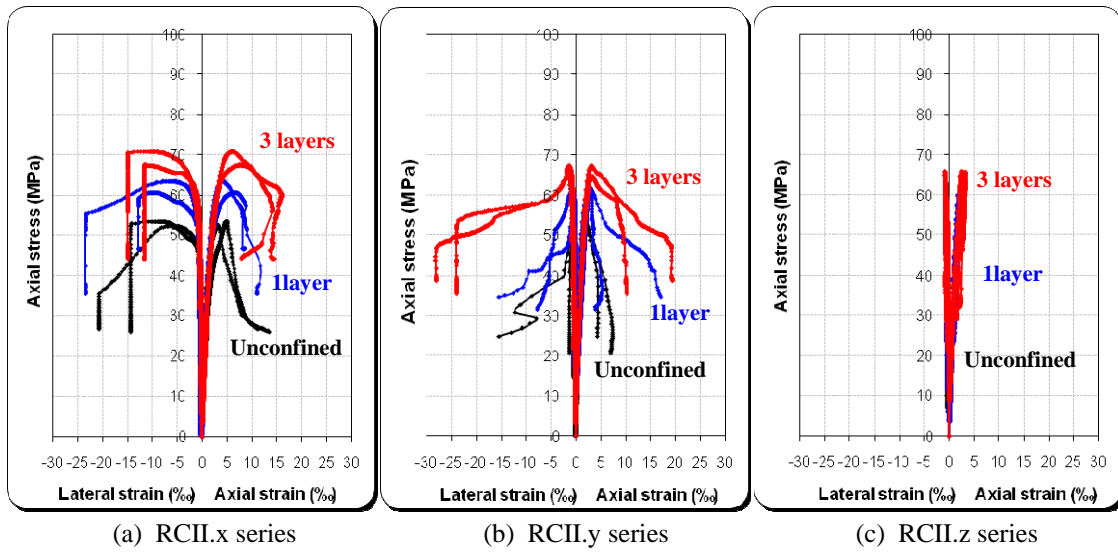 100
90
80
70
60
50
40
30
20
10
0
Axial stress (MPa)
3 layers
1layer
Unconfined
-30 -25 -20 -15 -10 -5 0 5 10 15 20 25 30
Lateral strain (‰) Axial strain (‰)
(a) RCII.x series
100
90
80
70
60
50
40
30
20
10
0
Axial stress (MPa)
3 layers
1layer
Unconfined
-30 -25 -20 -15 -10 -5 0 5 10 15 20 25 30
Lateral strain (‰) Axial strain (‰)
(b) RCII.y series
100
90
80
70
60
50
40
30
20
10
0
Axial stress (MPa)
3 layers
1layer
Unconfined
-30 -25 -20 -15 -10 -5 0 5 10 15 20 25 30
Lateral strain (‰) Axial strain (‰)
(c) RCII.z series